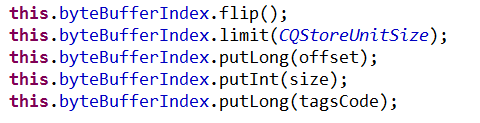 this.byteBufferIndex.flip();
this.byteBufferIndex.limit(CQStoreUnitSize);
this.byteBufferIndex.putLong(offset);
this.byteBufferIndex.putInt(size);
this.byteBufferIndex.putLong(tagsCode);